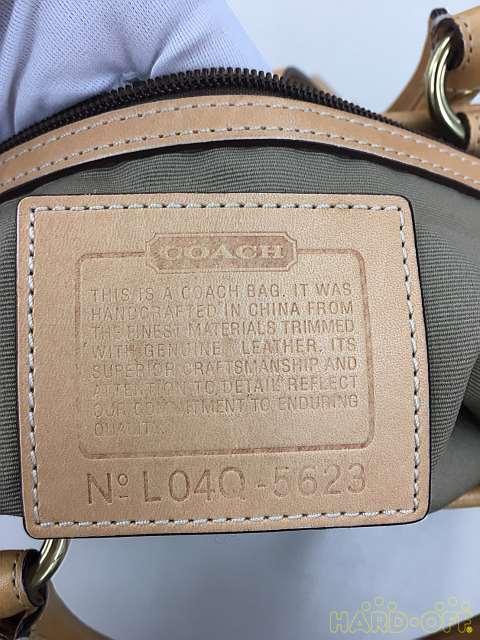 COACH
THIS IS A COACH BAG. IT WAS
HANDCRAFTED IN CHINA FROM
THE FINEST MATERIALS TRIMMED
WITH GENUINE LEATHER. ITS
SUPERIOR CRAFTSMANSHIP AND
ATTENTION TO DETAIL REFLECT
OUR COMMITMENT TO ENDURING
QUALITY.
Nº L04Q-5623
HARD-OFF